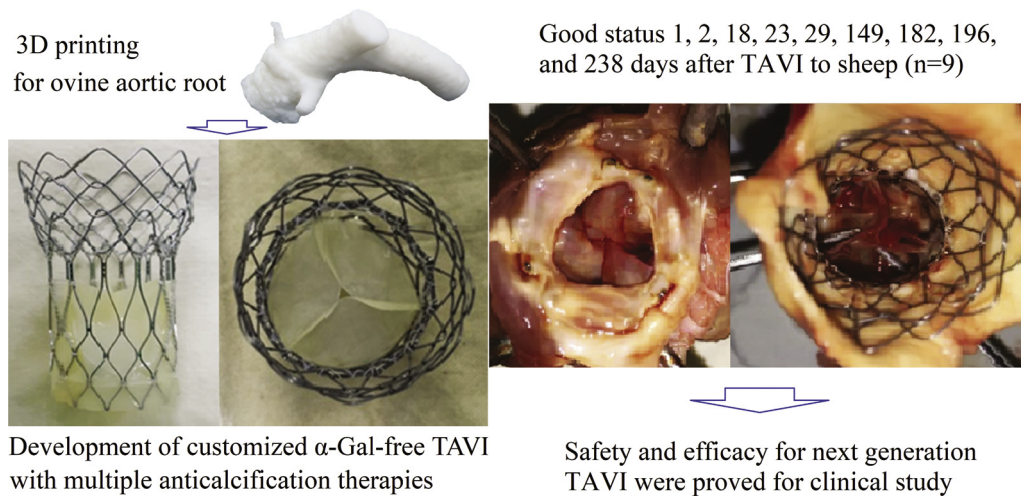 3D printing
for ovine aortic root
Development of customized α-Gal-free TAVI
with multiple anticalcification therapies
Good status 1, 2, 18, 23, 29, 149, 182, 196,
and 238 days after TAVI to sheep (n=9)
Safety and efficacy for next generation
TAVI were proved for clinical study